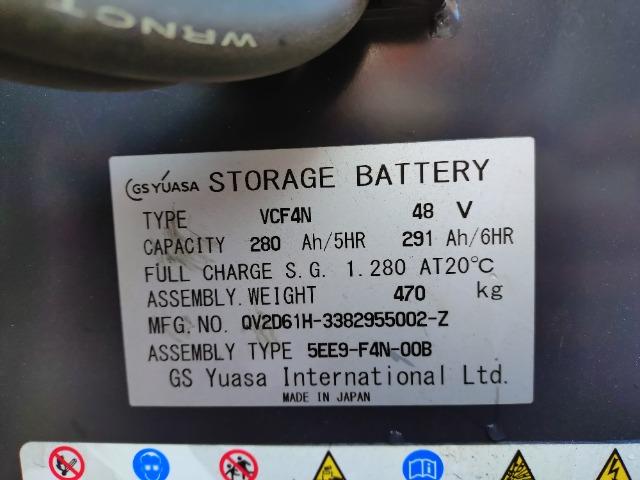 WRNCT
GS YUASA STORAGE BATTERY
TYPE VCF4N 48 V
CAPACITY 280 Ah/5HR 291 Ah/6HR
FULL CHARGE S.G. 1.280 AT20℃
ASSEMBLY.WEIGHT 470 kg
MFG.NO. QV2D61H-3382955002-Z
ASSEMBLY TYPE 5EE9-F4N-00B
GS Yuasa International Ltd.
MADE IN JAPAN